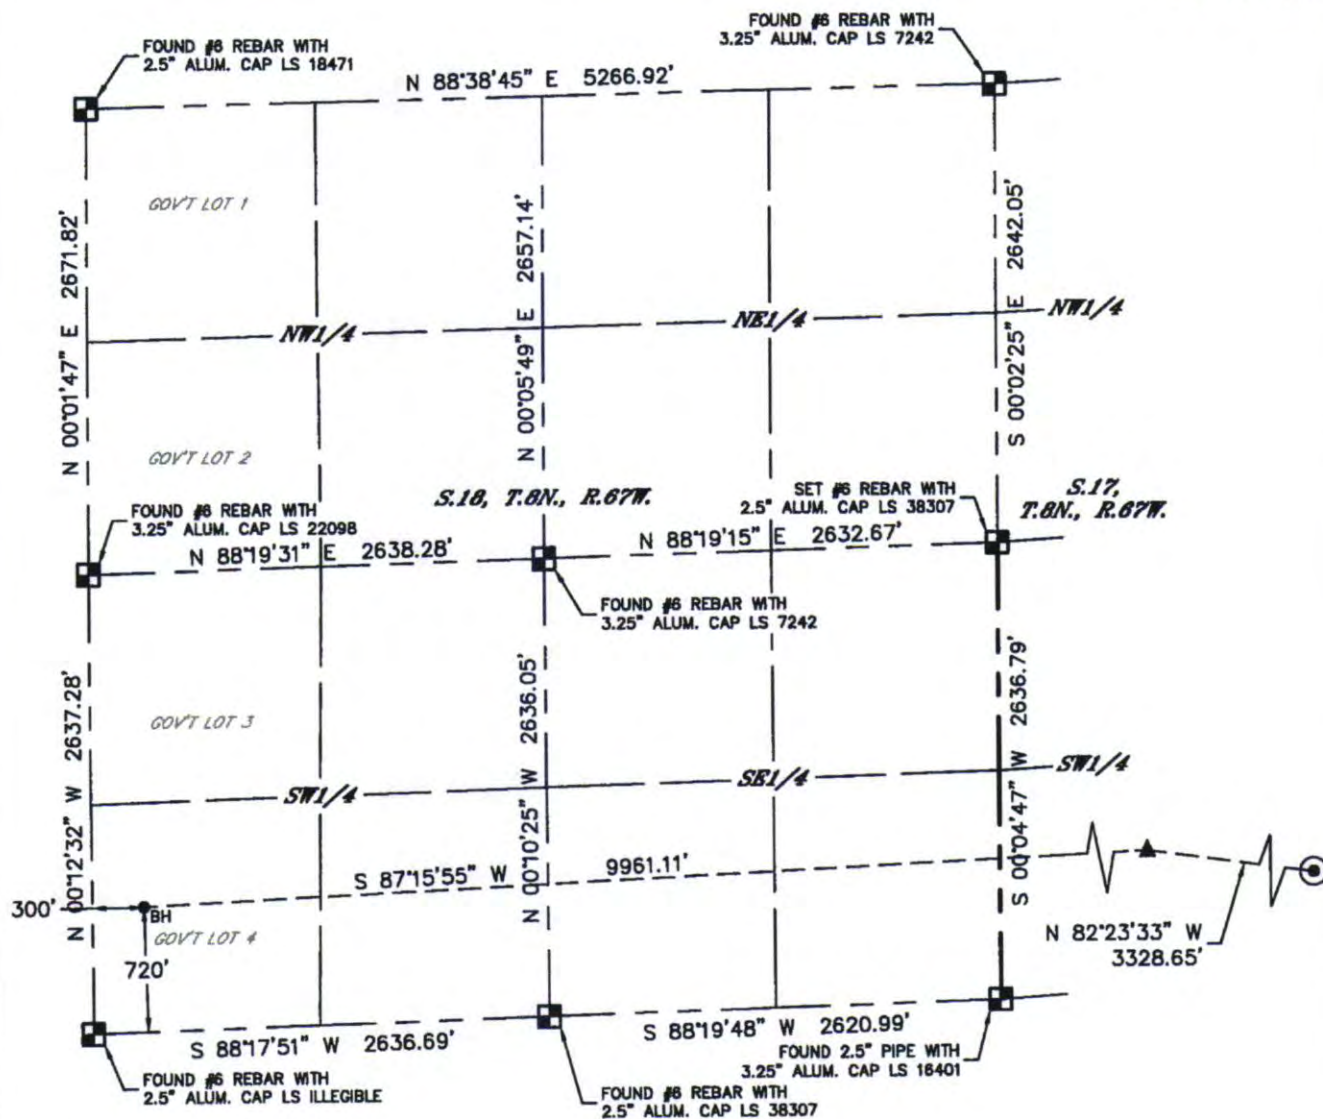 FOUND #6 REBAR WITH
3.25" ALUM. CAP LS 7242
FOUND #6 REBAR WITH
2.5" ALUM. CAP LS 18471
N 88°38'45" E 5266.92'
GOV'T LOT 1
N 00°01'47" E 2671.82'
N 00°05'49" E 2657.14'
S 00°02'25" E 2642.05'
NW1/4
NE1/4
NW1/4
GOV'T LOT 2
S.18, T.8N., R.67W.
SET #6 REBAR WITH
2.5" ALUM. CAP LS 38307
S.17,
T.8N., R.67W.
FOUND #6 REBAR WITH
3.25" ALUM. CAP LS 22098
N 88°19'31" E 2638.28'
N 88°19'15" E 2632.67'
FOUND #6 REBAR WITH
3.25" ALUM. CAP LS 7242
N 00°12'32" W 2637.28'
N 00°10'25" W 2636.05'
S 00°04'47" W 2636.79'
GOV'T LOT 3
SW1/4
SE1/4
SW1/4
S 87°15'55" W 9961.11'
300'
BH
GOV'T LOT 4
720'
N 82°23'33" W
3328.65'
S 88°17'51" W 2636.69'
S 88°19'48" W 2620.99'
FOUND 2.5" PIPE WITH
3.25" ALUM. CAP LS 16401
FOUND #6 REBAR WITH
2.5" ALUM. CAP LS ILLEGIBLE
FOUND #6 REBAR WITH
2.5" ALUM. CAP LS 38307